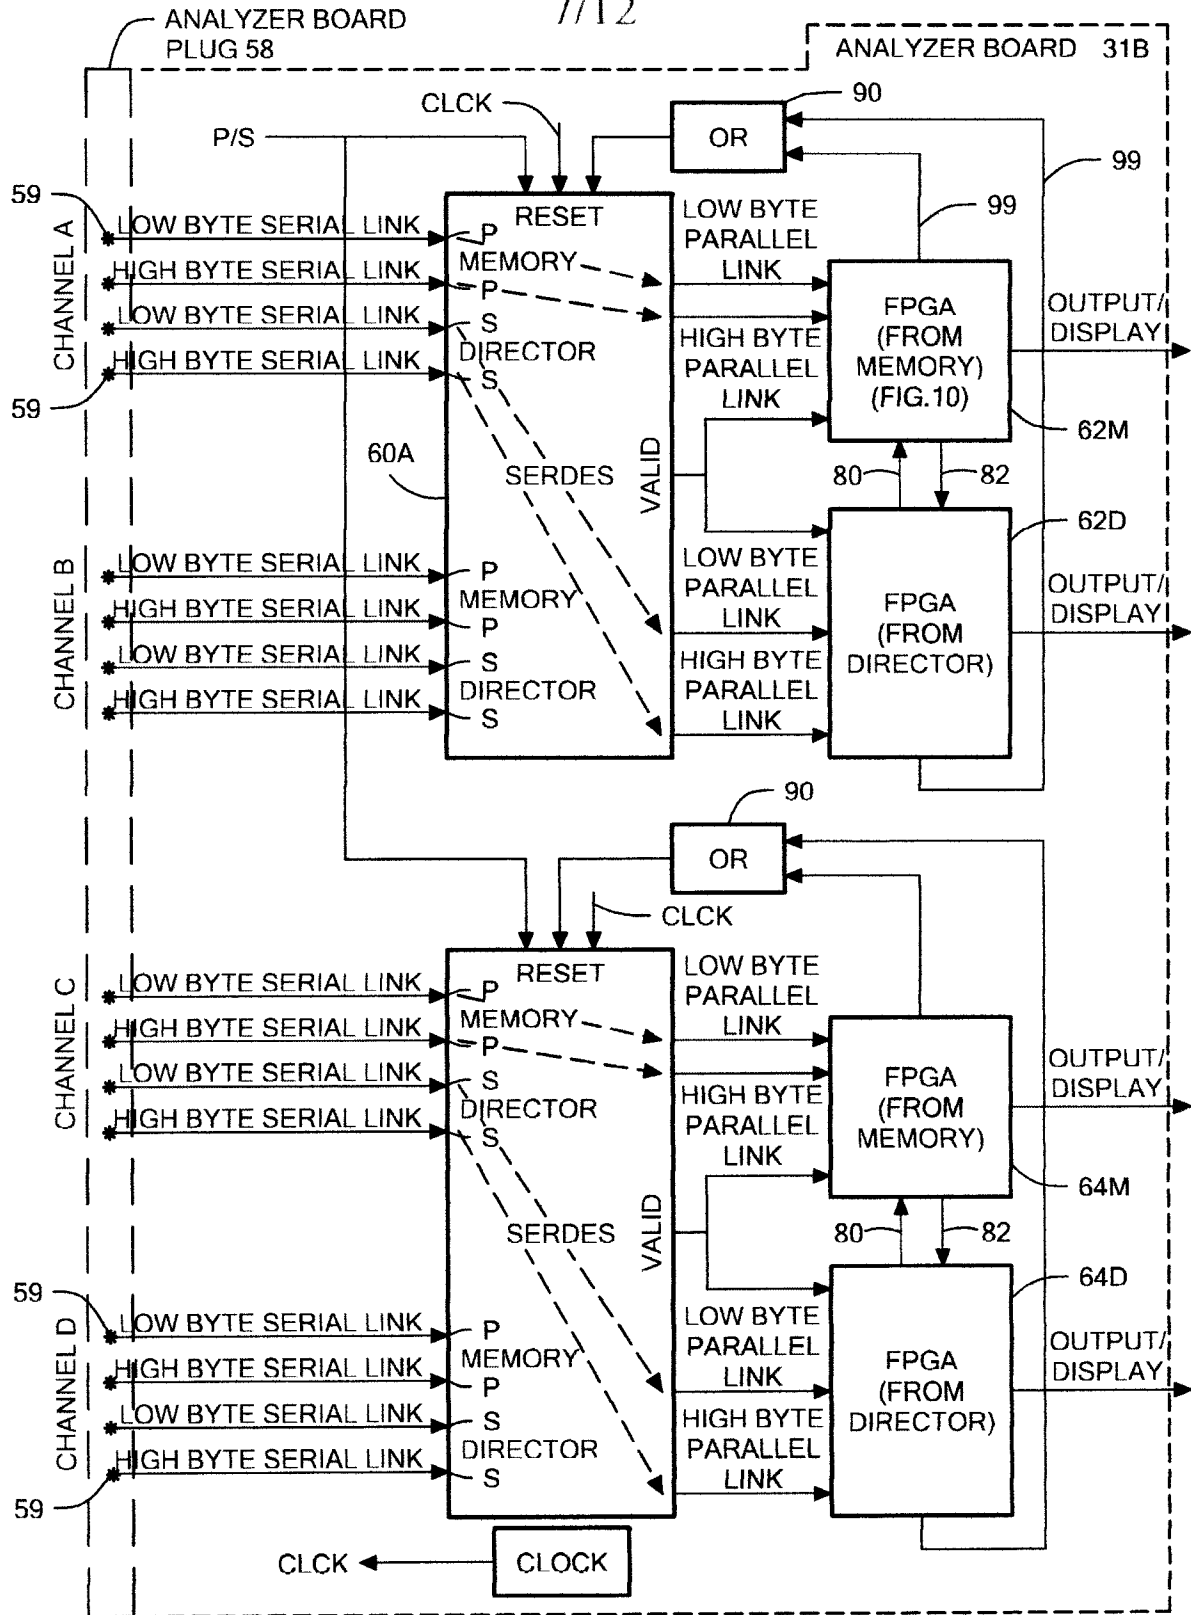 7/12
ANALYZER BOARD
PLUG 58
ANALYZER BOARD 31B
CLCK
P/S
OR
90
99
99
59
CHANNEL A
LOW BYTE SERIAL LINK
HIGH BYTE SERIAL LINK
LOW BYTE SERIAL LINK
HIGH BYTE SERIAL LINK
59
RESET
P
MEMORY
P
S
DIRECTOR
S
60A
SERDES
VALID
LOW BYTE
PARALLEL
LINK
HIGH BYTE
PARALLEL
LINK
FPGA
(FROM
MEMORY)
(FIG.10)
OUTPUT/
DISPLAY
62M
80
82
62D
CHANNEL B
LOW BYTE SERIAL LINK
HIGH BYTE SERIAL LINK
LOW BYTE SERIAL LINK
HIGH BYTE SERIAL LINK
P
MEMORY
P
S
DIRECTOR
S
LOW BYTE
PARALLEL
LINK
HIGH BYTE
PARALLEL
LINK
FPGA
(FROM
DIRECTOR)
OUTPUT/
DISPLAY
90
OR
CLCK
CHANNEL C
LOW BYTE SERIAL LINK
HIGH BYTE SERIAL LINK
LOW BYTE SERIAL LINK
HIGH BYTE SERIAL LINK
RESET
P
MEMORY
P
S
DIRECTOR
S
SERDES
VALID
LOW BYTE
PARALLEL
LINK
HIGH BYTE
PARALLEL
LINK
FPGA
(FROM
MEMORY)
OUTPUT/
DISPLAY
64M
80
82
64D
59
CHANNEL D
LOW BYTE SERIAL LINK
HIGH BYTE SERIAL LINK
LOW BYTE SERIAL LINK
HIGH BYTE SERIAL LINK
59
P
MEMORY
P
S
DIRECTOR
S
LOW BYTE
PARALLEL
LINK
HIGH BYTE
PARALLEL
LINK
FPGA
(FROM
DIRECTOR)
OUTPUT/
DISPLAY
CLCK
CLOCK